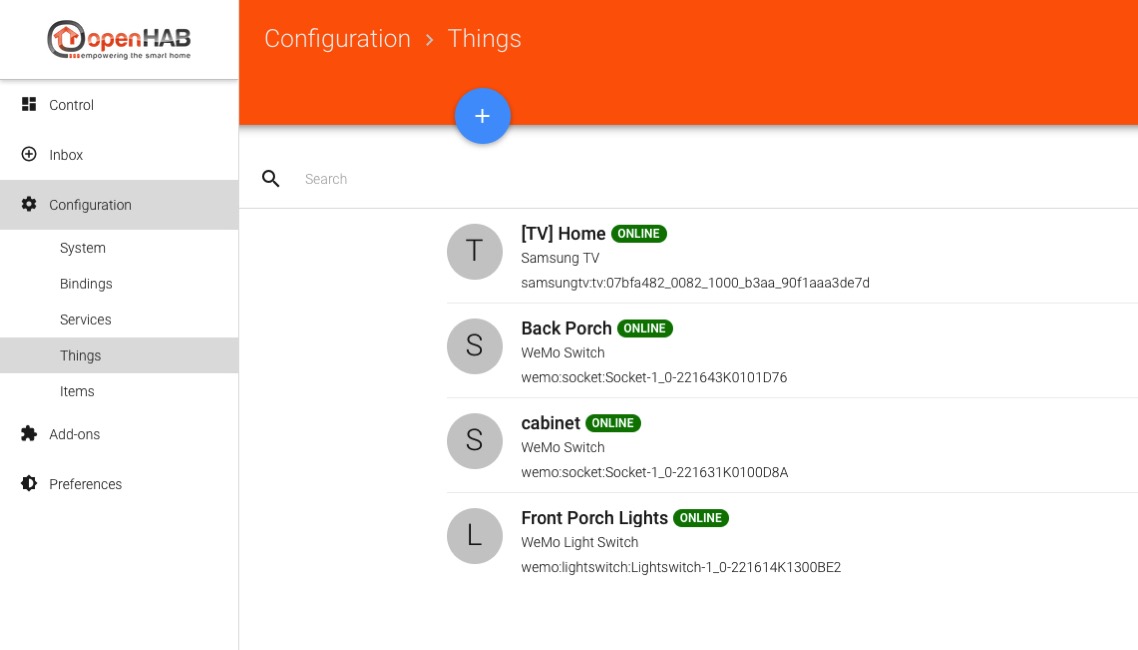 openHAB
empowering the smart home
Control
Inbox
Configuration
System
Bindings
Services
Things
Items
Add-ons
Preferences
Configuration > Things
+
Search
T
[TV] Home ONLINE
Samsung TV
samsungtv:tv:07bfa482_0082_1000_b3aa_90f1aaa3de7d
S
Back Porch ONLINE
WeMo Switch
wemo:socket:Socket-1_0-221643K0101D76
S
cabinet ONLINE
WeMo Switch
wemo:socket:Socket-1_0-221631K0100D8A
L
Front Porch Lights ONLINE
WeMo Light Switch
wemo:lightswitch:Lightswitch-1_0-221614K1300BE2